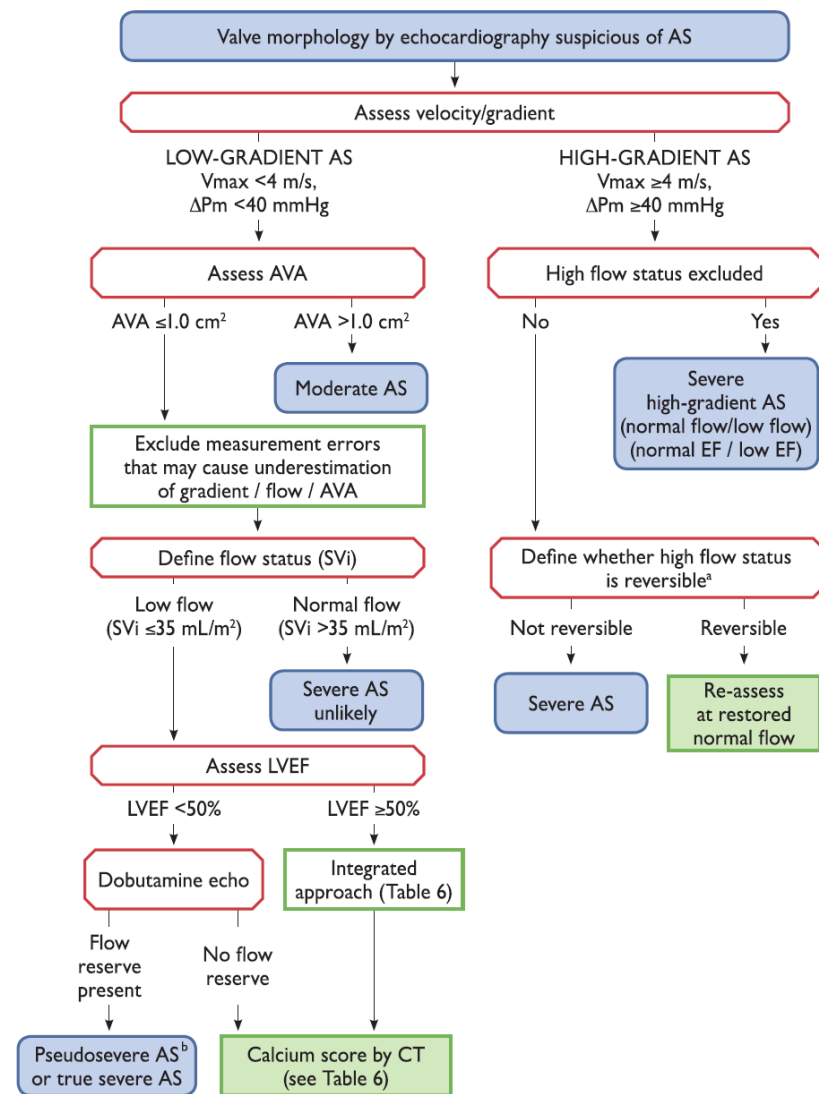 Valve morphology by echocardiography suspicious of AS
Assess velocity/gradient
LOW-GRADIENT AS
Vmax <4 m/s,
ΔPm <40 mmHg
HIGH-GRADIENT AS
Vmax ≥4 m/s,
ΔPm ≥40 mmHg
Assess AVA
High flow status excluded
AVA ≤1.0 cm²
AVA >1.0 cm²
No
Yes
Moderate AS
Severe
high-gradient AS
(normal flow/low flow)
(normal EF / low EF)
Exclude measurement errors
that may cause underestimation
of gradient / flow / AVA
Define flow status (SVi)
Define whether high flow status
is reversibleᵃ
Low flow
(SVi ≤35 mL/m²)
Normal flow
(SVi >35 mL/m²)
Not reversible
Reversible
Severe AS
unlikely
Severe AS
Re-assess
at restored
normal flow
Assess LVEF
LVEF <50%
LVEF ≥50%
Dobutamine echo
Integrated
approach (Table 6)
Flow
reserve
present
No flow
reserve
Pseudosevere ASᵇ
or true severe AS
Calcium score by CT
(see Table 6)